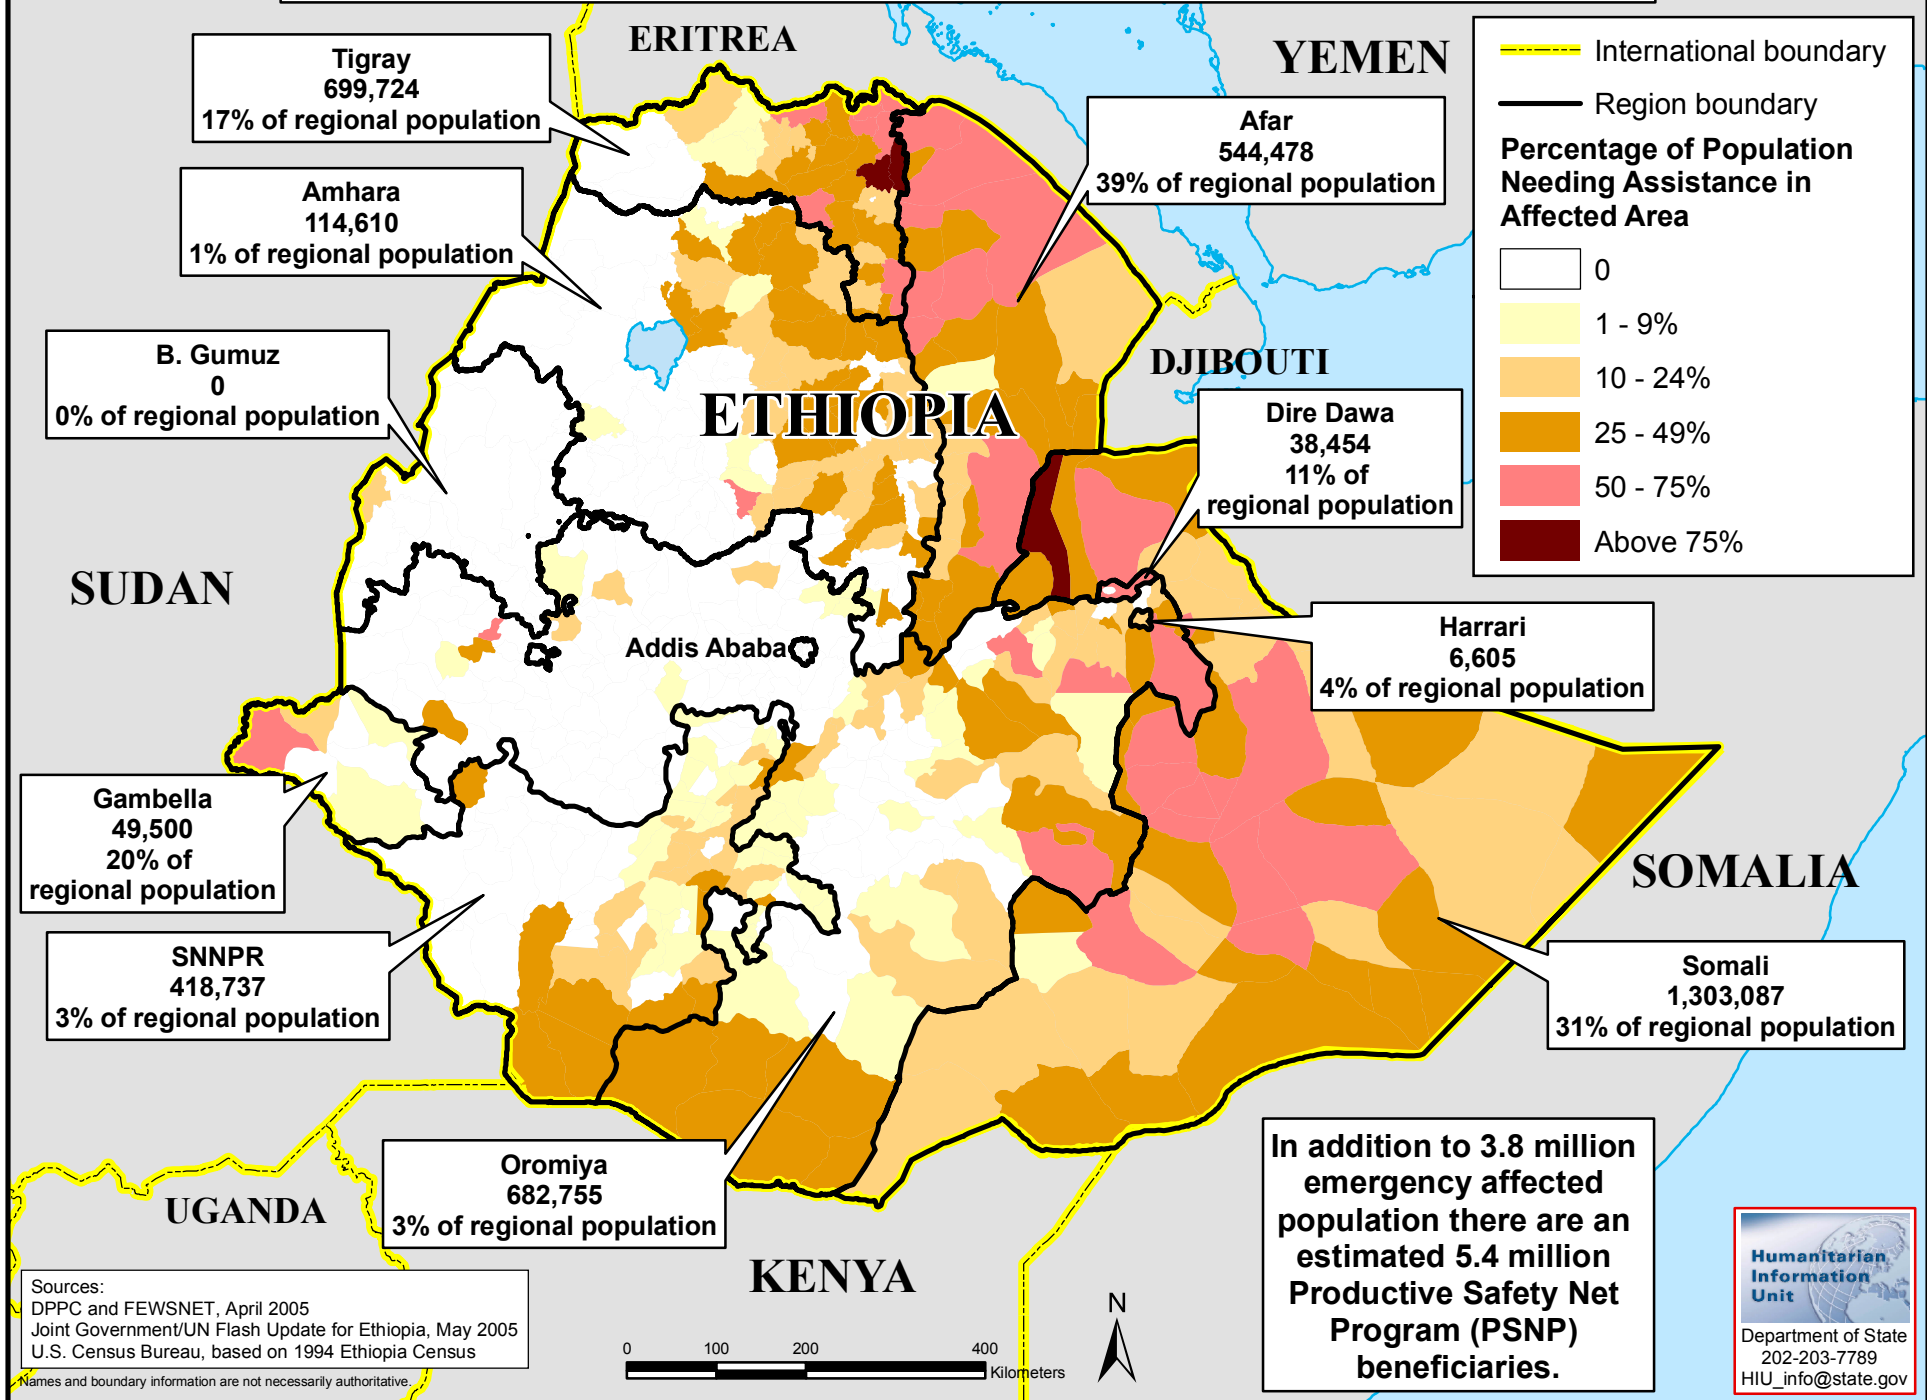 ERITREA
YEMEN
Tigray
699,724
17% of regional population
Amhara
114,610
1% of regional population
Afar
544,478
39% of regional population
International boundary
Region boundary
Percentage of Population
Needing Assistance in
Affected Area
0
1 - 9%
10 - 24%
25 - 49%
50 - 75%
Above 75%
B. Gumuz
0
0% of regional population
DJIBOUTI
ETHIOPIA
Dire Dawa
38,454
11% of
regional population
SUDAN
Addis Ababa
Harrari
6,605
4% of regional population
Gambella
49,500
20% of
regional population
SOMALIA
SNNPR
418,737
3% of regional population
Somali
1,303,087
31% of regional population
Oromiya
682,755
3% of regional population
UGANDA
KENYA
In addition to 3.8 million
emergency affected
population there are an
estimated 5.4 million
Productive Safety Net
Program (PSNP)
beneficiaries.
Sources:
DPPC and FEWSNET, April 2005
Joint Government/UN Flash Update for Ethiopia, May 2005
U.S. Census Bureau, based on 1994 Ethiopia Census
Names and boundary information are not necessarily authoritative.
0 100 200 400
Kilometers
N
Humanitarian
Information
Unit
Department of State
202-203-7789
HIU_info@state.gov